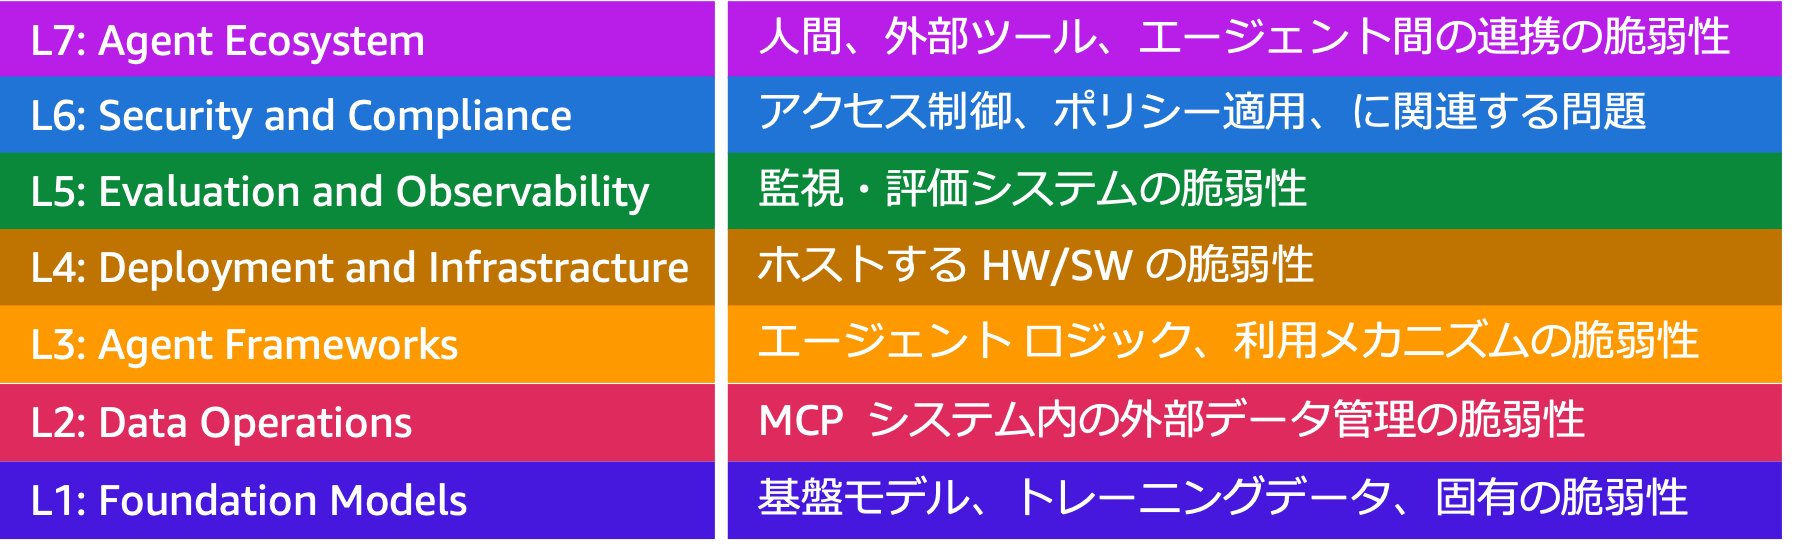 L7: Agent Ecosystem
人間、外部ツール、エージェント間の連携の脆弱性
L6: Security and Compliance
アクセス制御、ポリシー適用、に関連する問題
L5: Evaluation and Observability
監視・評価システムの脆弱性
L4: Deployment and Infrastracture
ホストする HW/SW の脆弱性
L3: Agent Frameworks
エージェント ロジック、利用メカニズムの脆弱性
L2: Data Operations
MCP システム内の外部データ管理の脆弱性
L1: Foundation Models
基盤モデル、トレーニングデータ、固有の脆弱性